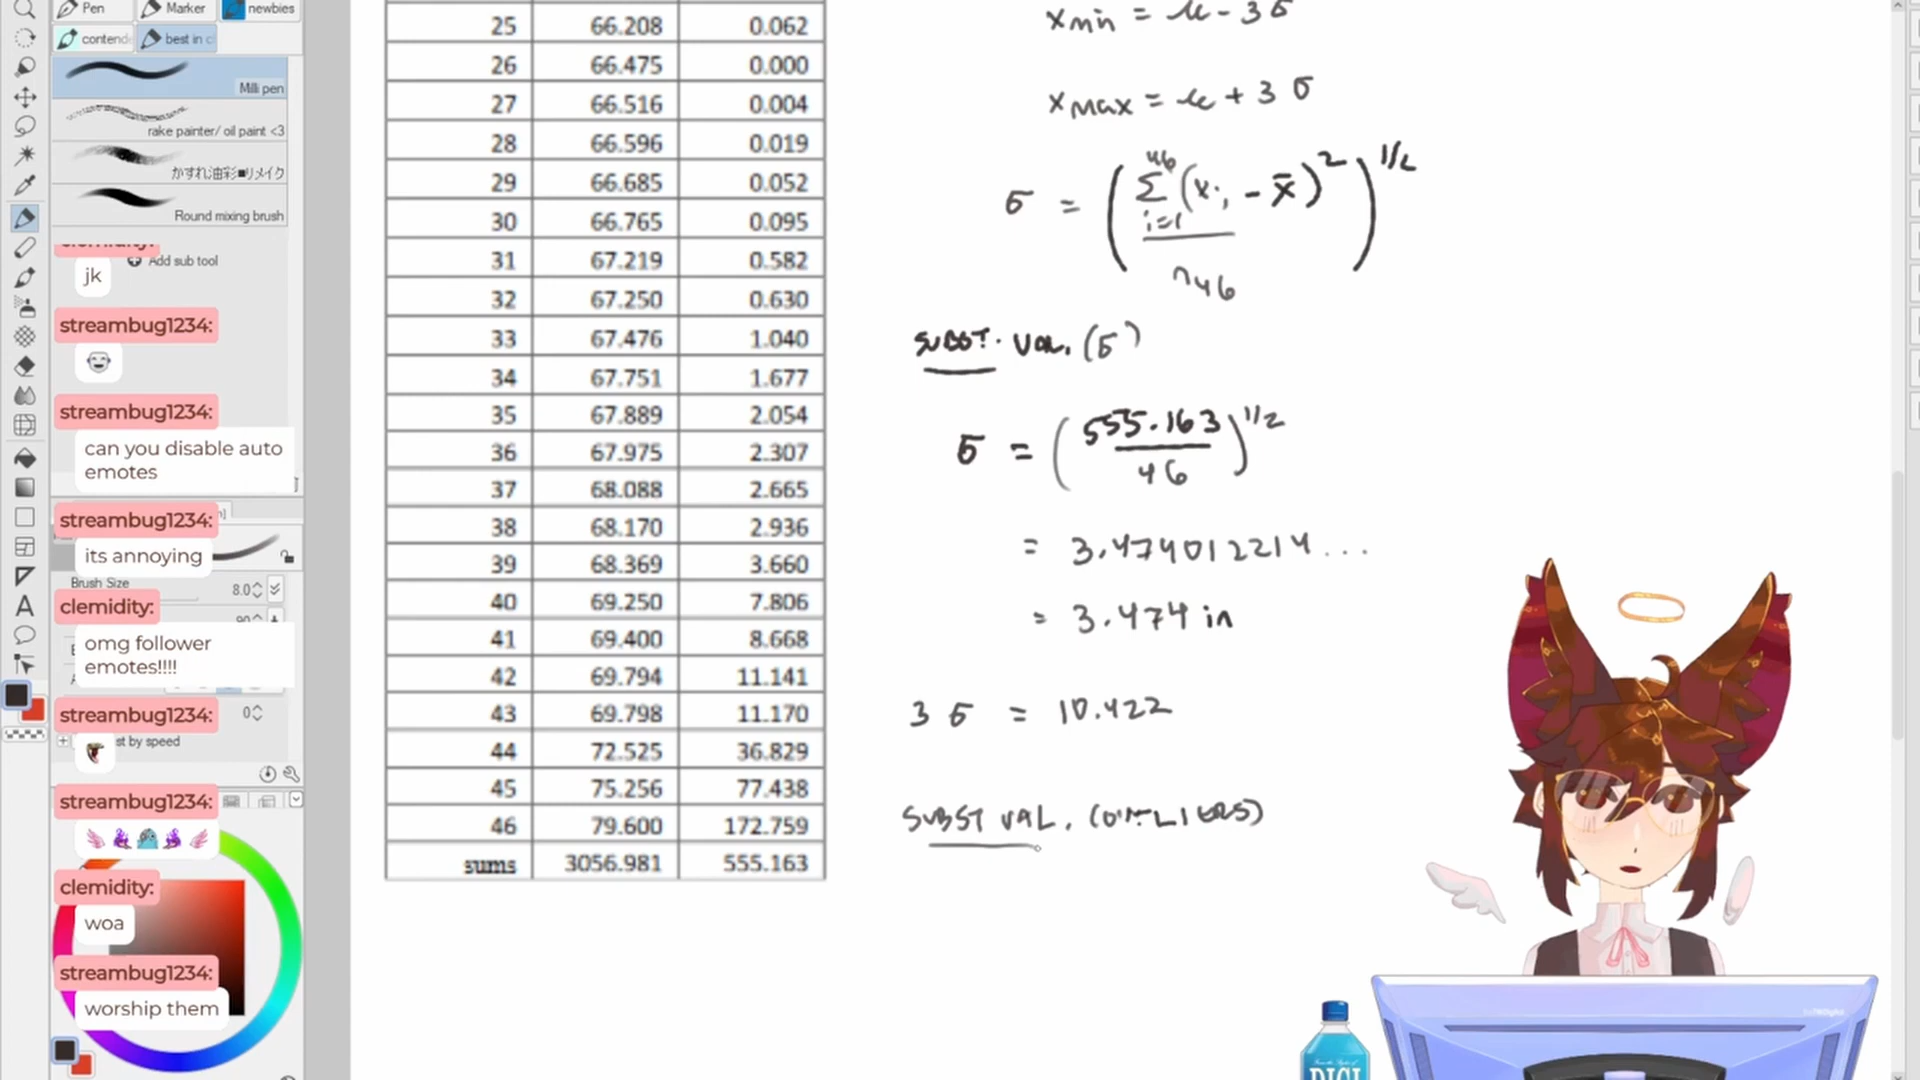 Pen
Marker
newbies
best in c
Milli pen
rake painter/ oil paint <3
かすれ油彩■リメイク
Round mixing brush
Add sub tool
jk
streambug1234:
streambug1234:
can you disable auto
emotes
streambug1234:
its annoying
Brush Size
8.0
clemidity:
omg follower
emotes!!!!
streambug1234:
0
st by speed
streambug1234:
clemidity:
woa
streambug1234:
worship them
25 66.208 0.062
26 66.475 0.000
27 66.516 0.004
28 66.596 0.019
29 66.685 0.052
30 66.765 0.095
31 67.219 0.582
32 67.250 0.630
33 67.476 1.040
34 67.751 1.677
35 67.889 2.054
36 67.975 2.307
37 68.088 2.665
38 68.170 2.936
39 68.369 3.660
40 69.250 7.806
41 69.400 8.668
42 69.794 11.141
43 69.798 11.170
44 72.525 36.829
45 75.256 77.438
46 79.600 172.759
sums 3056.981 555.163
xmin = μ - 3σ
xmax = μ + 3σ
σ = (Σ(xi - x̄)²)^1/2
46
i=1
n46
SUBST. VAL. (σ)
σ = (555.163 / 46)^1/2
= 3.474012214...
= 3.474 in
3σ = 10.422
SUBST VAL. (OUTLIERS)
DIGI